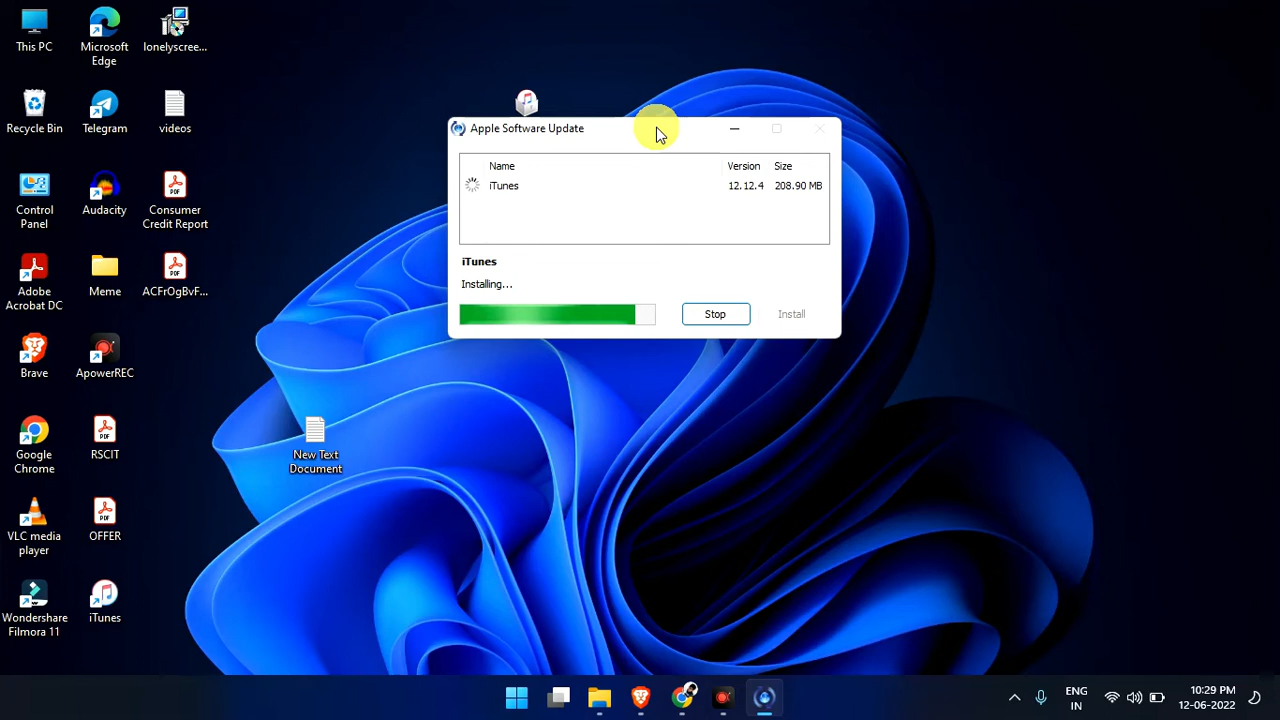 This PC
Microsoft
Edge
lonelyscree...
Recycle Bin
Telegram
videos
Control
Panel
Audacity
Consumer
Credit Report
Adobe
Acrobat DC
Meme
ACFrOgBvF...
Brave
ApowerREC
Google
Chrome
RSCIT
VLC media
player
OFFER
Wondershare
Filmora 11
iTunes
New Text
Document
Apple Software Update
Name Version Size
iTunes 12.12.4 208.90 MB
iTunes
Installing...
Stop Install
ENG
IN
10:29 PM
12-06-2022